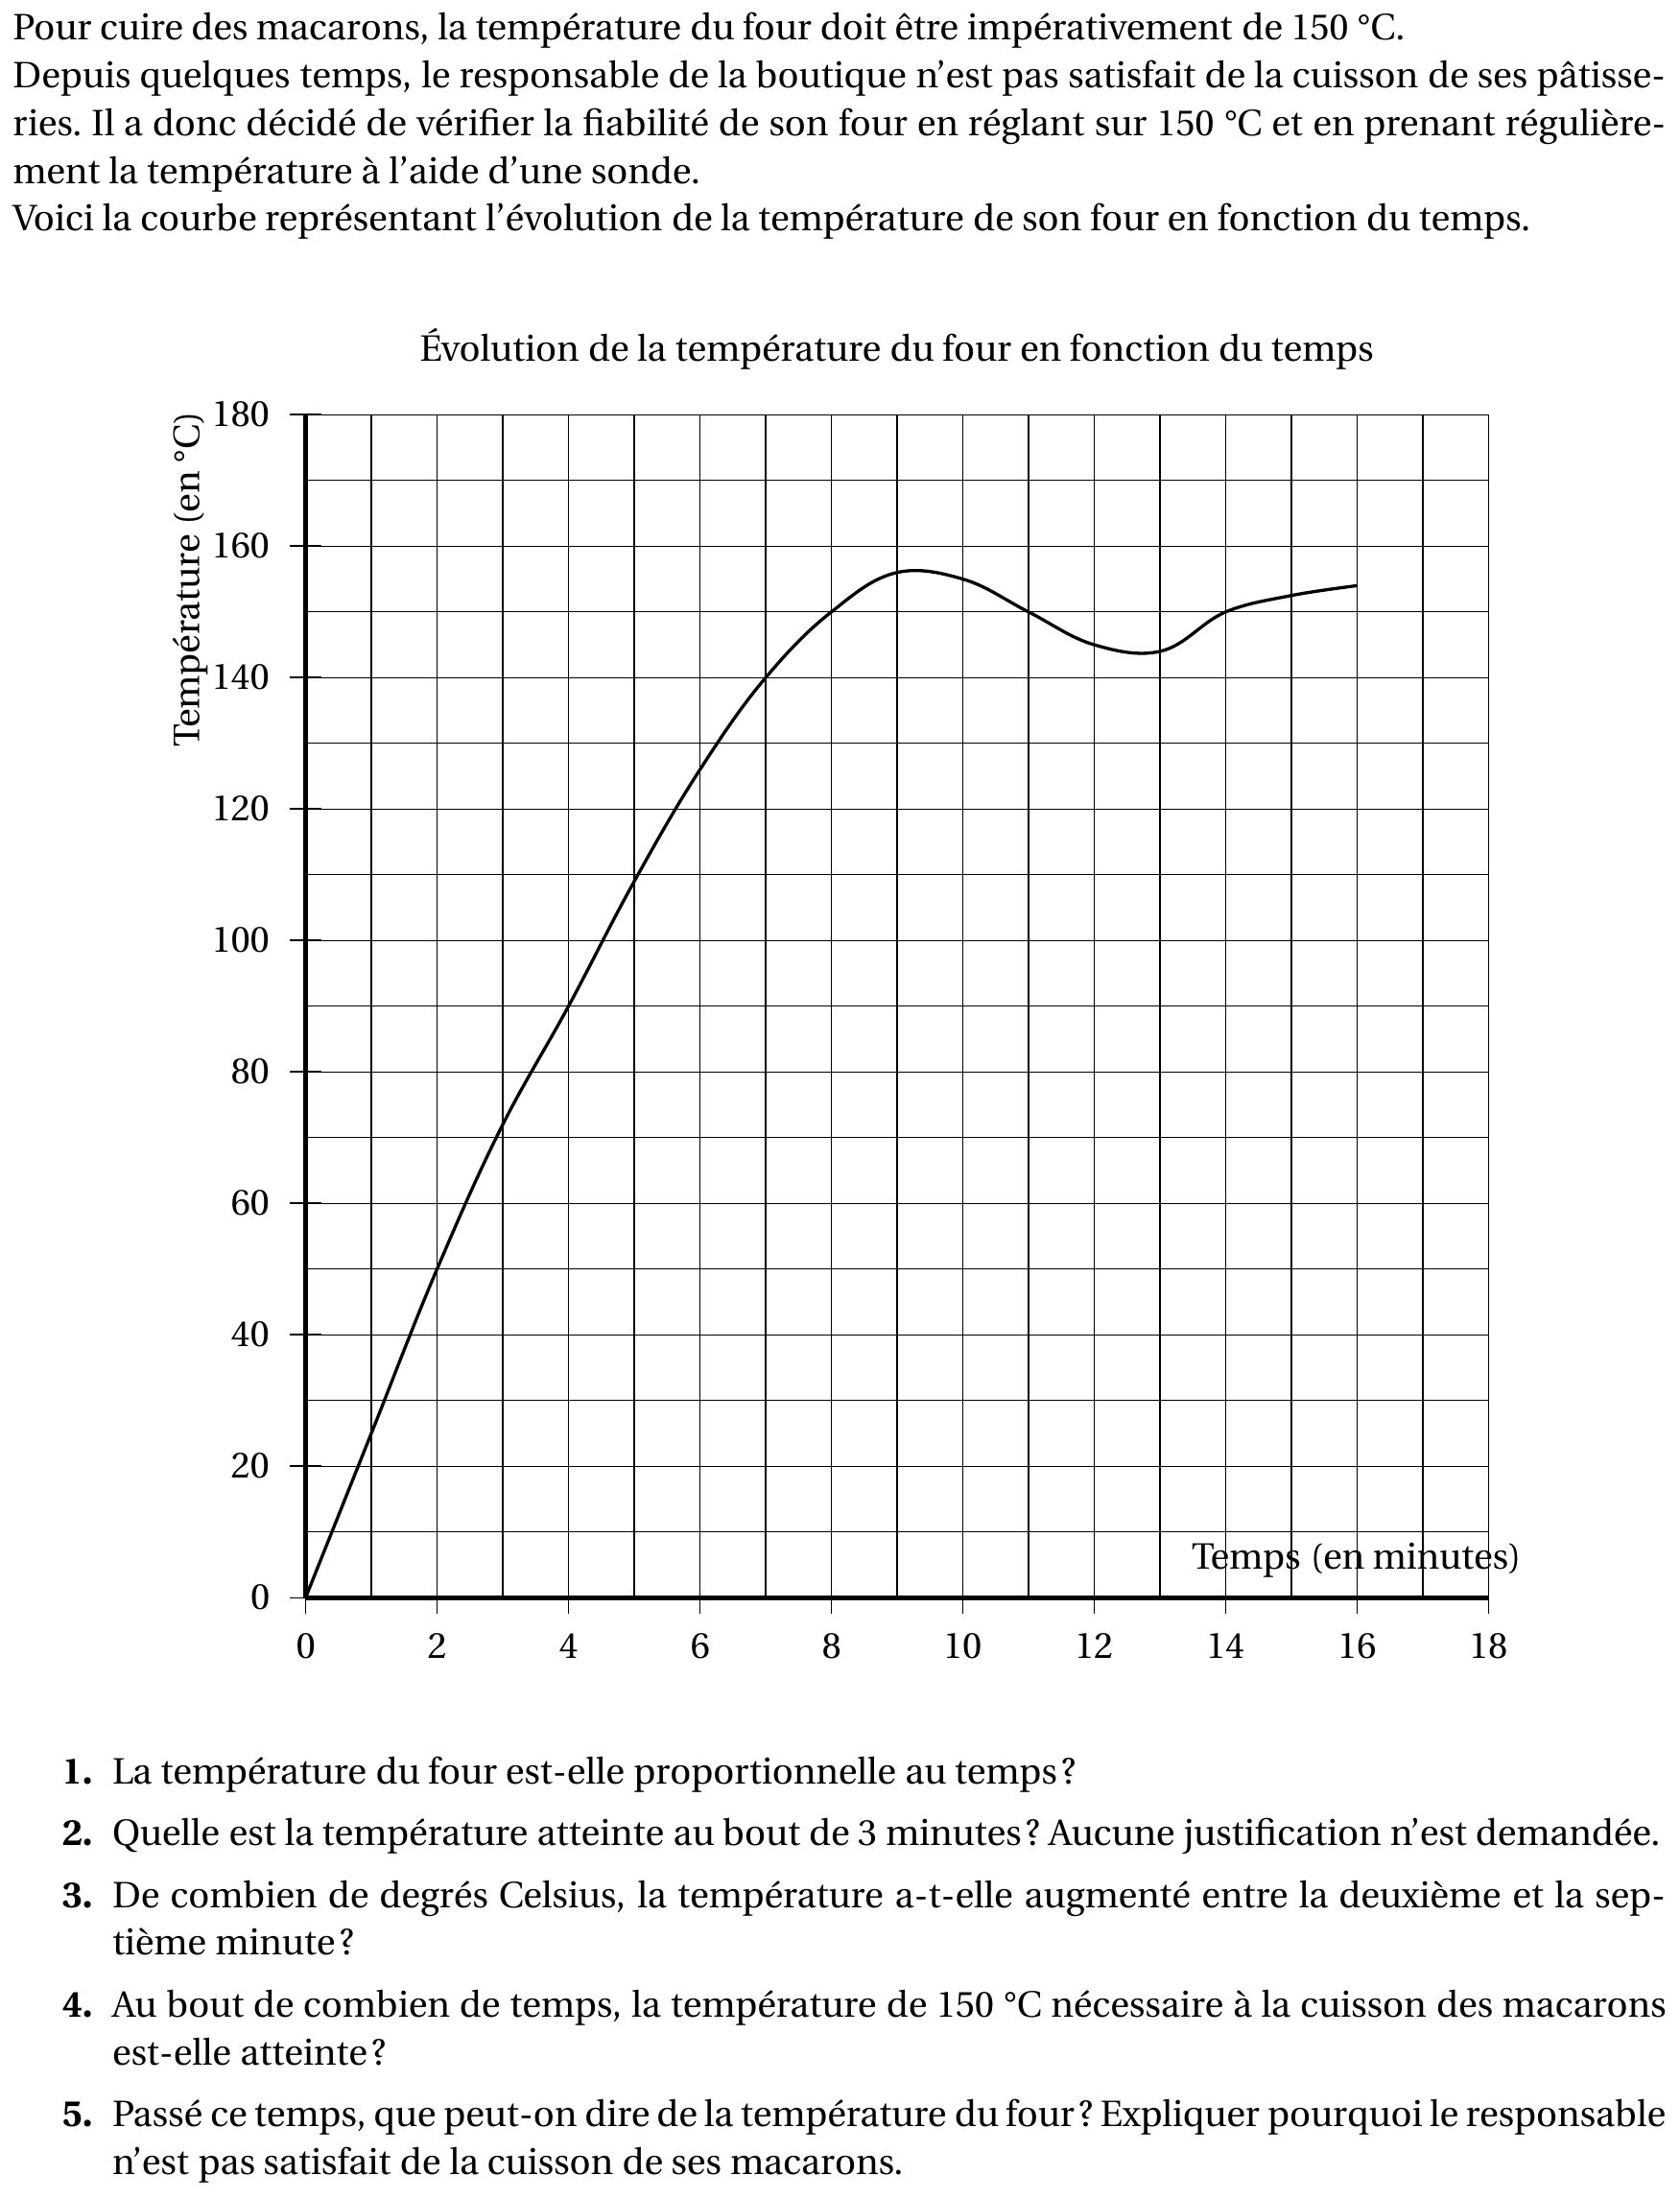 Pour cuire des macarons, la température du four doit être impérativement de 150 °C.
Depuis quelques temps, le responsable de la boutique n’est pas satisfait de la cuisson de ses pâtisse-
ries. Il a donc décidé de vérifier la fiabilité de son four en réglant sur 150 °C et en prenant régulière-
ment la température à l’aide d’une sonde.
Voici la courbe représentant l’évolution de la température de son four en fonction du temps.
Évolution de la température du four en fonction du temps
Température (en °C)
180
160
140
120
100
80
60
40
20
0
Temps (en minutes)
0 2 4 6 8 10 12 14 16 18
1. La température du four est-elle proportionnelle au temps ?
2. Quelle est la température atteinte au bout de 3 minutes ? Aucune justification n’est demandée.
3. De combien de degrés Celsius, la température a-t-elle augmenté entre la deuxième et la sep-
tième minute ?
4. Au bout de combien de temps, la température de 150 °C nécessaire à la cuisson des macarons
est-elle atteinte ?
5. Passé ce temps, que peut-on dire de la température du four ? Expliquer pourquoi le responsable
n’est pas satisfait de la cuisson de ses macarons.